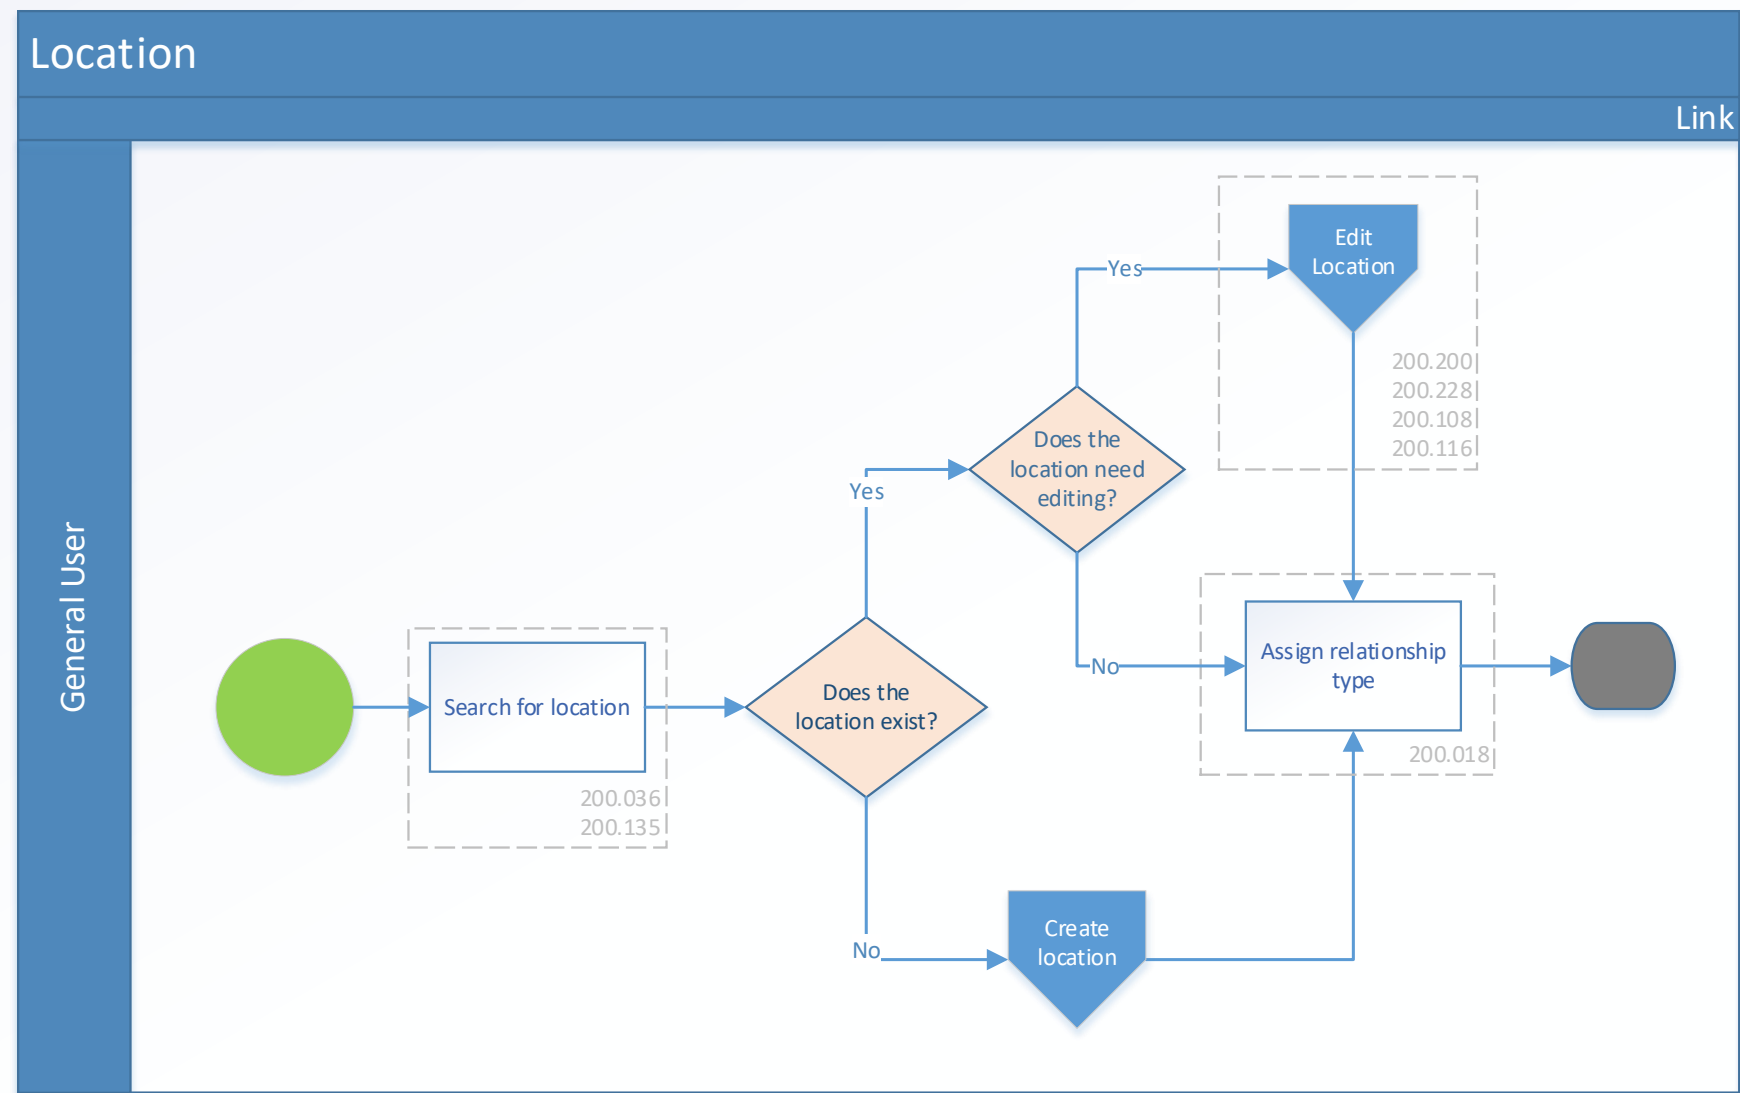 Location
Link
General User
Edit
Location
Yes
200.200
200.228
200.108
200.116
Does the
location need
editing?
Yes
No
Assign relationship
type
200.018
Search for location
200.036
200.135
Does the
location exist?
No
Create
location